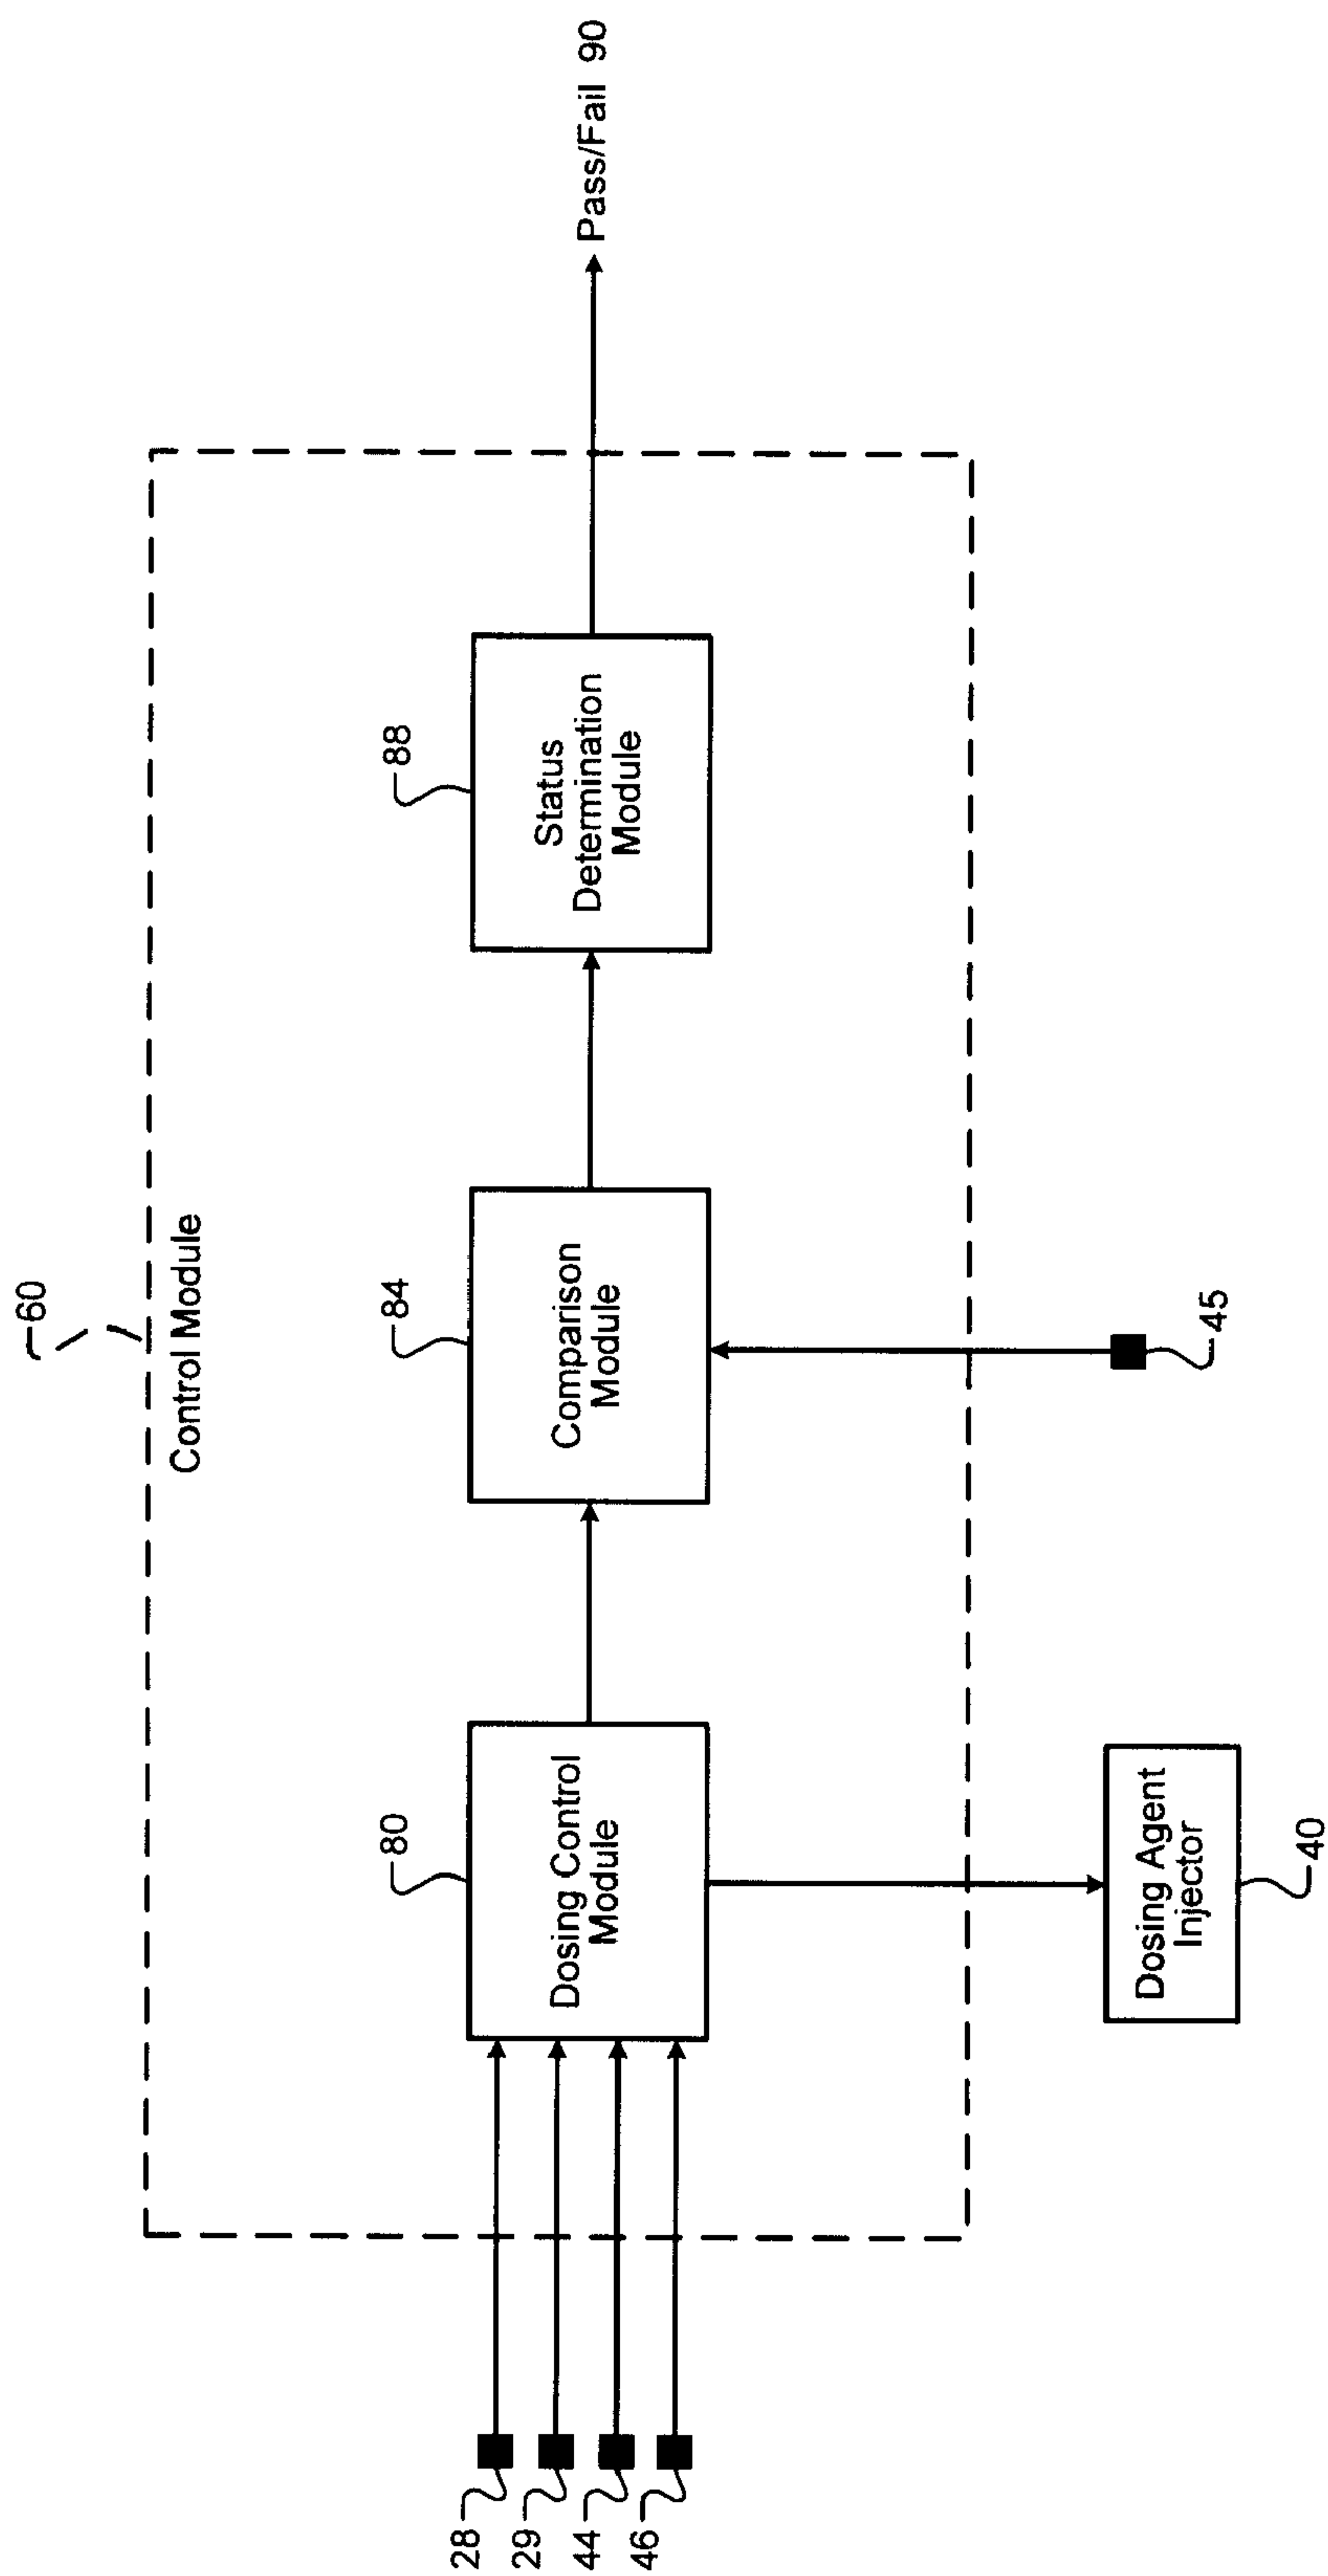 60
Control Module
88
Status
Determination
Module
Pass/Fail 90
84
Comparison
Module
80
Dosing Control
Module
28
29
44
46
45
Dosing Agent
Injector
40